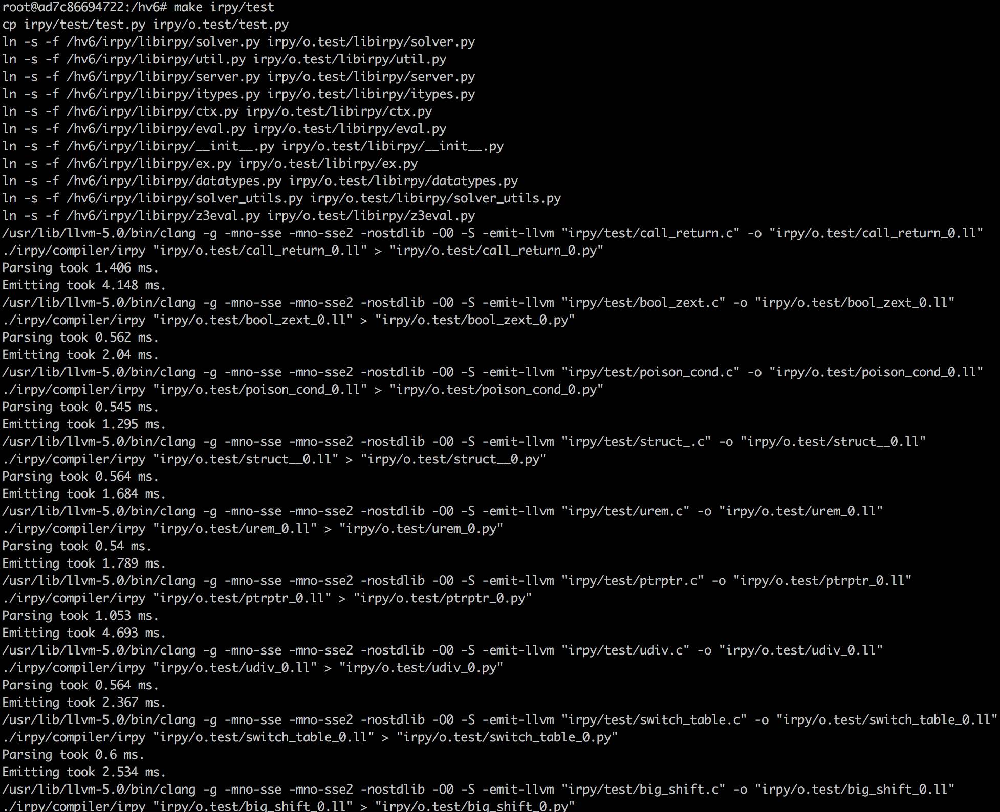 root@ad7c86694722:/hv6# make irpy/test
cp irpy/test/test.py irpy/o.test/test.py
ln -s -f /hv6/irpy/libirpy/solver.py irpy/o.test/libirpy/solver.py
ln -s -f /hv6/irpy/libirpy/util.py irpy/o.test/libirpy/util.py
ln -s -f /hv6/irpy/libirpy/server.py irpy/o.test/libirpy/server.py
ln -s -f /hv6/irpy/libirpy/itypes.py irpy/o.test/libirpy/itypes.py
ln -s -f /hv6/irpy/libirpy/ctx.py irpy/o.test/libirpy/ctx.py
ln -s -f /hv6/irpy/libirpy/eval.py irpy/o.test/libirpy/eval.py
ln -s -f /hv6/irpy/libirpy/__init__.py irpy/o.test/libirpy/__init__.py
ln -s -f /hv6/irpy/libirpy/ex.py irpy/o.test/libirpy/ex.py
ln -s -f /hv6/irpy/libirpy/datatypes.py irpy/o.test/libirpy/datatypes.py
ln -s -f /hv6/irpy/libirpy/solver_utils.py irpy/o.test/libirpy/solver_utils.py
ln -s -f /hv6/irpy/libirpy/z3eval.py irpy/o.test/libirpy/z3eval.py
/usr/lib/llvm-5.0/bin/clang -g -mno-sse -mno-sse2 -nostdlib -O0 -S -emit-llvm "irpy/test/call_return.c" -o "irpy/o.test/call_return_0.ll"
./irpy/compiler/irpy "irpy/o.test/call_return_0.ll" > "irpy/o.test/call_return_0.py"
Parsing took 1.406 ms.
Emitting took 4.148 ms.
/usr/lib/llvm-5.0/bin/clang -g -mno-sse -mno-sse2 -nostdlib -O0 -S -emit-llvm "irpy/test/bool_zext.c" -o "irpy/o.test/bool_zext_0.ll"
./irpy/compiler/irpy "irpy/o.test/bool_zext_0.ll" > "irpy/o.test/bool_zext_0.py"
Parsing took 0.562 ms.
Emitting took 2.04 ms.
/usr/lib/llvm-5.0/bin/clang -g -mno-sse -mno-sse2 -nostdlib -O0 -S -emit-llvm "irpy/test/poison_cond.c" -o "irpy/o.test/poison_cond_0.ll"
./irpy/compiler/irpy "irpy/o.test/poison_cond_0.ll" > "irpy/o.test/poison_cond_0.py"
Parsing took 0.545 ms.
Emitting took 1.295 ms.
/usr/lib/llvm-5.0/bin/clang -g -mno-sse -mno-sse2 -nostdlib -O0 -S -emit-llvm "irpy/test/struct_.c" -o "irpy/o.test/struct__0.ll"
./irpy/compiler/irpy "irpy/o.test/struct__0.ll" > "irpy/o.test/struct__0.py"
Parsing took 0.564 ms.
Emitting took 1.684 ms.
/usr/lib/llvm-5.0/bin/clang -g -mno-sse -mno-sse2 -nostdlib -O0 -S -emit-llvm "irpy/test/urem.c" -o "irpy/o.test/urem_0.ll"
./irpy/compiler/irpy "irpy/o.test/urem_0.ll" > "irpy/o.test/urem_0.py"
Parsing took 0.54 ms.
Emitting took 1.789 ms.
/usr/lib/llvm-5.0/bin/clang -g -mno-sse -mno-sse2 -nostdlib -O0 -S -emit-llvm "irpy/test/ptrptr.c" -o "irpy/o.test/ptrptr_0.ll"
./irpy/compiler/irpy "irpy/o.test/ptrptr_0.ll" > "irpy/o.test/ptrptr_0.py"
Parsing took 1.053 ms.
Emitting took 4.693 ms.
/usr/lib/llvm-5.0/bin/clang -g -mno-sse -mno-sse2 -nostdlib -O0 -S -emit-llvm "irpy/test/udiv.c" -o "irpy/o.test/udiv_0.ll"
./irpy/compiler/irpy "irpy/o.test/udiv_0.ll" > "irpy/o.test/udiv_0.py"
Parsing took 0.564 ms.
Emitting took 2.367 ms.
/usr/lib/llvm-5.0/bin/clang -g -mno-sse -mno-sse2 -nostdlib -O0 -S -emit-llvm "irpy/test/switch_table.c" -o "irpy/o.test/switch_table_0.ll"
./irpy/compiler/irpy "irpy/o.test/switch_table_0.ll" > "irpy/o.test/switch_table_0.py"
Parsing took 0.6 ms.
Emitting took 2.534 ms.
/usr/lib/llvm-5.0/bin/clang -g -mno-sse -mno-sse2 -nostdlib -O0 -S -emit-llvm "irpy/test/big_shift.c" -o "irpy/o.test/big_shift_0.ll"
./irpy/compiler/irpy "irpy/o.test/big_shift_0.ll" > "irpy/o.test/big_shift_0.py"